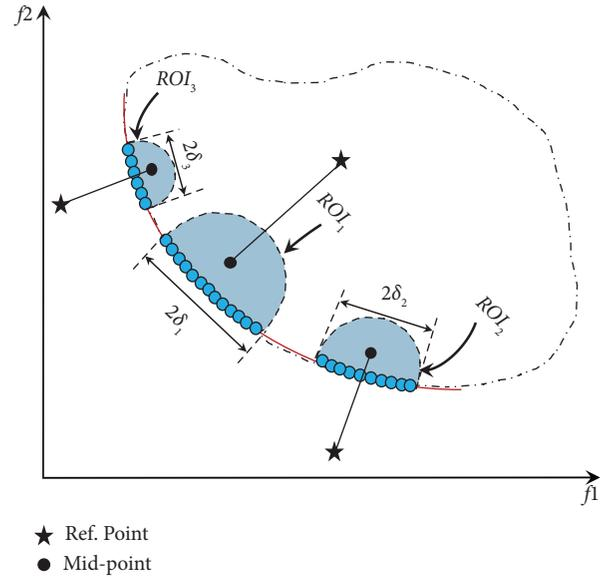 f2
ROI3
2δ3
ROI1
2δ1
2δ2
ROI2
f1
Ref. Point
Mid-point